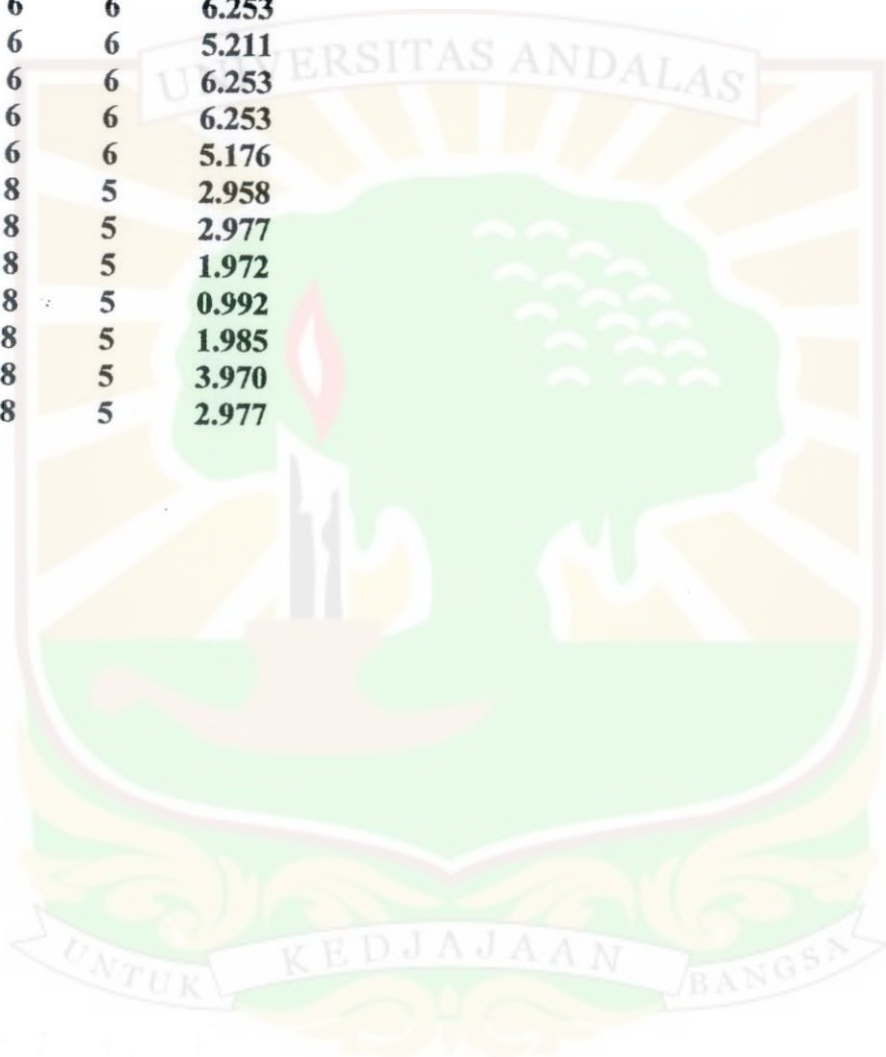 6 6 6.253
6 6 5.211
6 6 6.253
6 6 6.253
6 6 5.176
8 5 2.958
8 5 2.977
8 5 1.972
8 5 0.992
8 5 1.985
8 5 3.970
8 5 2.977
UNIVERSITAS ANDALAS
UNTUK KEDJAJAAN BANGSA